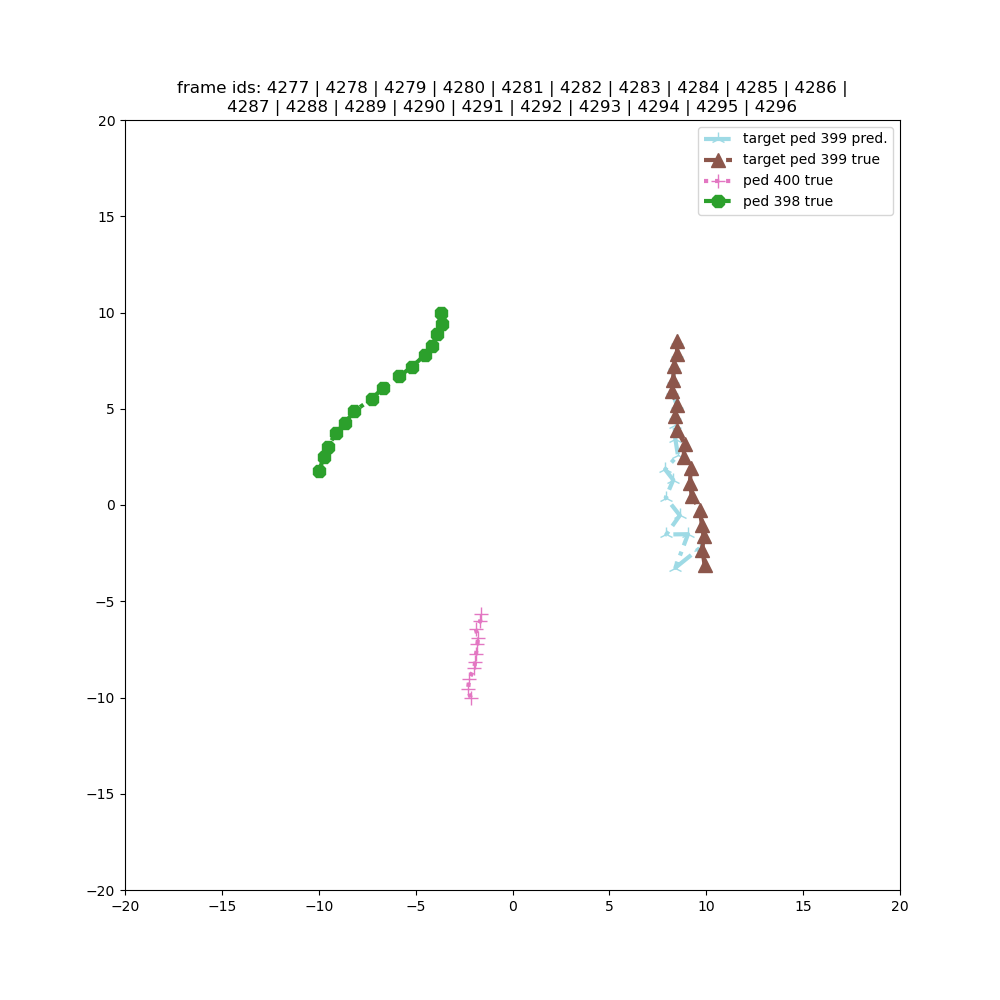 frame ids: 4277 | 4278 | 4279 | 4280 | 4281 | 4282 | 4283 | 4284 | 4285 | 4286 |
4287 | 4288 | 4289 | 4290 | 4291 | 4292 | 4293 | 4294 | 4295 | 4296
target ped 399 pred.
target ped 399 true
ped 400 true
ped 398 true
20
15
10
5
0
−5
−10
−15
−20
−20 −15 −10 −5 0 5 10 15 20